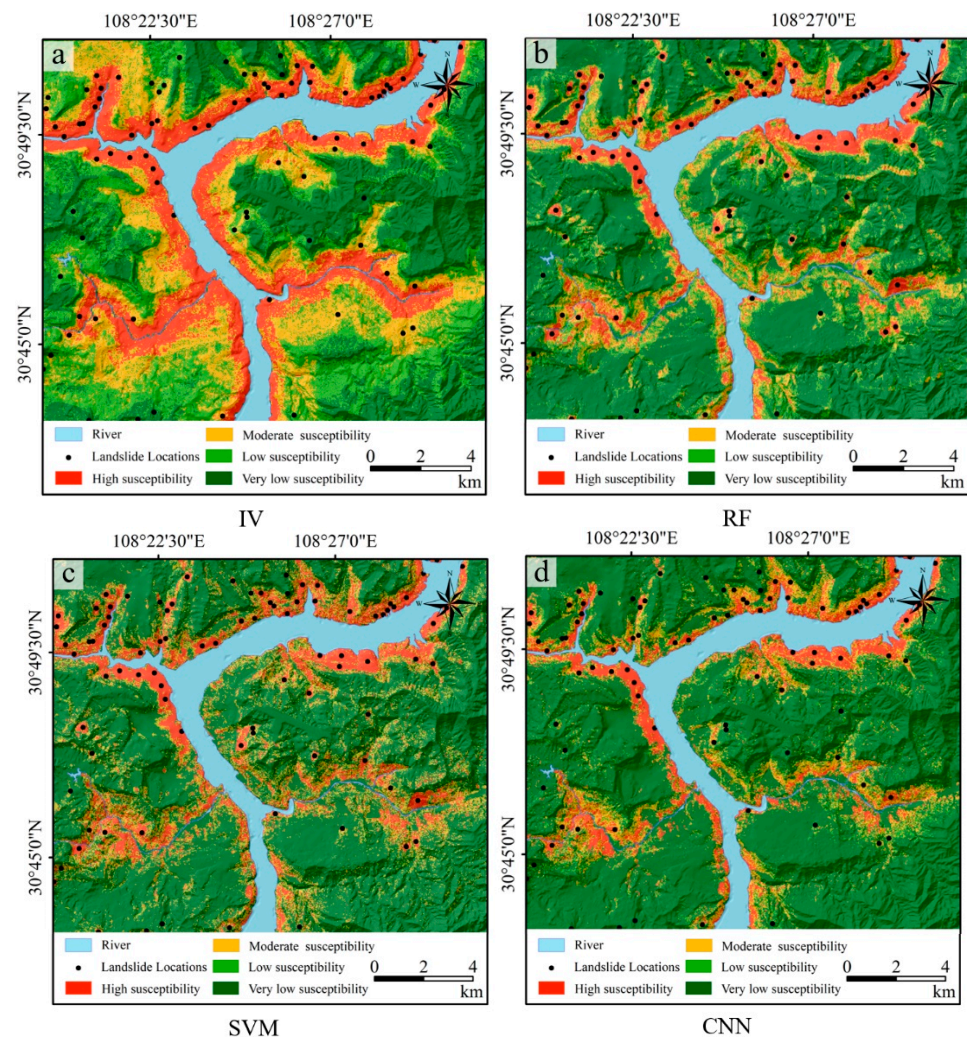 108°22'30"E 108°27'0"E 108°22'30"E 108°27'0"E
a
b
N
W
N
W
30°49'30"N
30°49'30"N
30°45'0"N
30°45'0"N
River
Landslide Locations
High susceptibility
Moderate susceptibility
Low susceptibility
Very low susceptibility
0 2 4
km
River
Landslide Locations
High susceptibility
Moderate susceptibility
Low susceptibility
Very low susceptibility
0 2 4
km
IV
RF
108°22'30"E 108°27'0"E 108°22'30"E 108°27'0"E
c
d
N
W
N
W
30°49'30"N
30°49'30"N
30°45'0"N
30°45'0"N
River
Landslide Locations
High susceptibility
Moderate susceptibility
Low susceptibility
Very low susceptibility
0 2 4
km
River
Landslide Locations
High susceptibility
Moderate susceptibility
Low susceptibility
Very low susceptibility
0 2 4
km
SVM
CNN